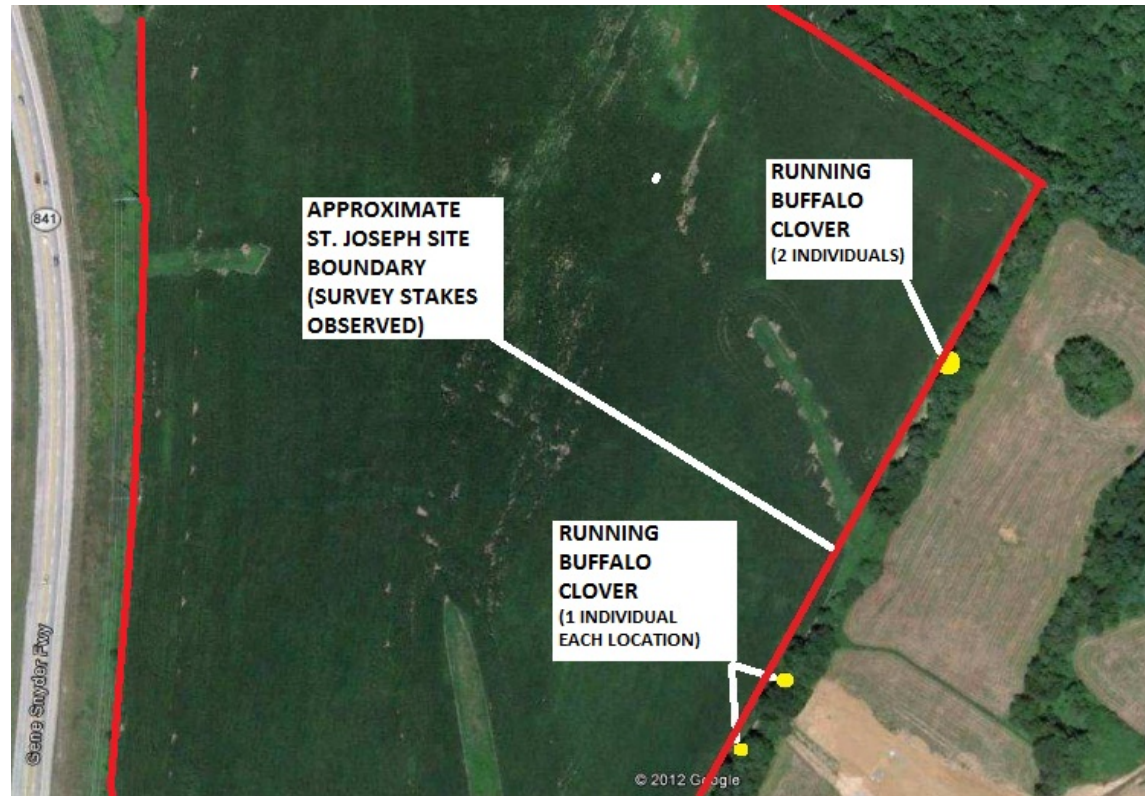 841
APPROXIMATE
ST. JOSEPH SITE
BOUNDARY
(SURVEY STAKES
OBSERVED)
RUNNING
BUFFALO
CLOVER
(2 INDIVIDUALS)
RUNNING
BUFFALO
CLOVER
(1 INDIVIDUAL
EACH LOCATION)
Gene Snyder Fwy
© 2012 Google